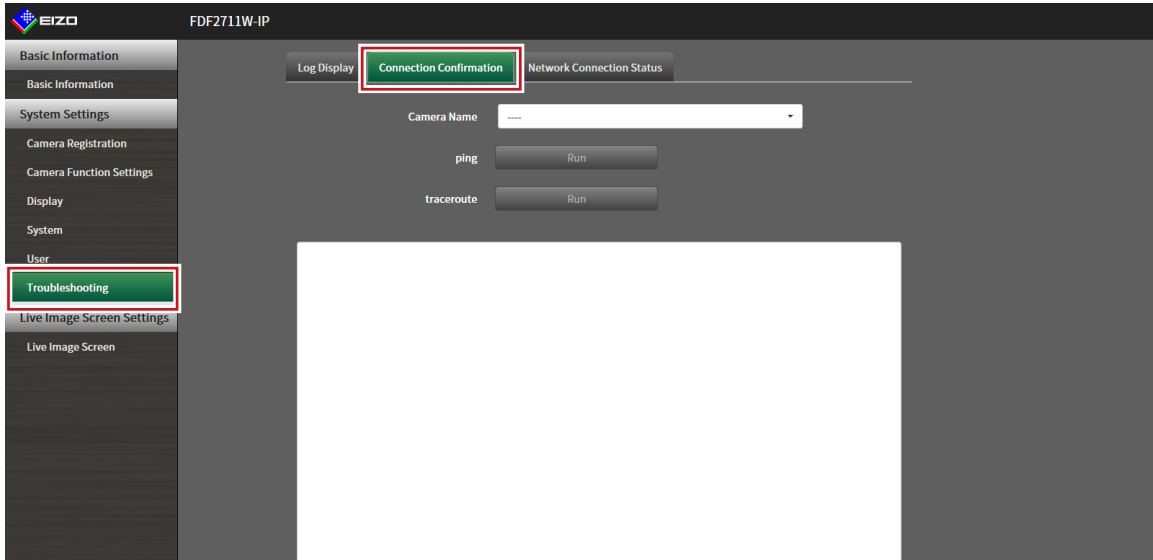 EIZO
FDF2711W-IP
Basic Information
Basic Information
System Settings
Camera Registration
Camera Function Settings
Display
System
User
Troubleshooting
Live Image Screen Settings
Live Image Screen
Log Display
Connection Confirmation
Network Connection Status
Camera Name ----
ping Run
traceroute Run